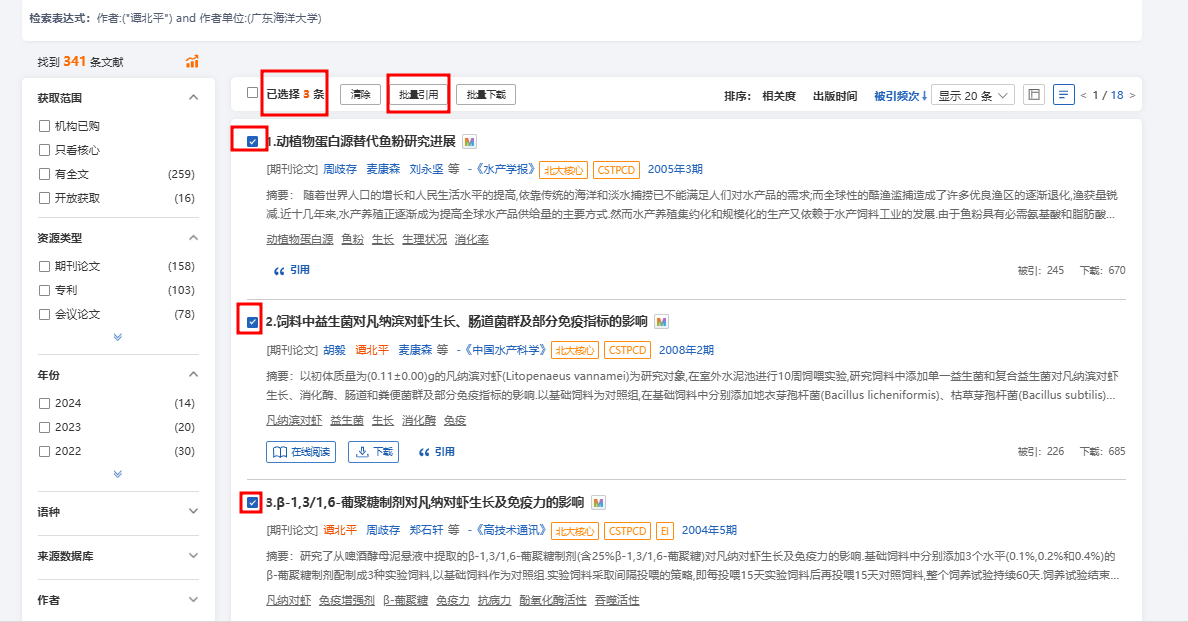 检索表达式：作者:("谭北平") and 作者单位:(广东海洋大学)
找到 341 条文献
获取范围
机构已购
只看核心
有全文 (259)
开放获取 (16)
资源类型
期刊论文 (158)
专利 (103)
会议论文 (78)
年份
2024 (14)
2023 (20)
2022 (30)
语种
来源数据库
作者
已选择 3 条 清除 批量引用 批量下载 排序： 相关度 出版时间 被引频次↓ 显示 20 条 < 1 / 18 >
1.动植物蛋白源替代鱼粉研究进展 M
[期刊论文] 周歧存 麦康森 刘永坚 等 -《水产学报》 北大核心 CSTPCD 2005年3期
摘要： 随着世界人口的增长和人民生活水平的提高,依靠传统的海洋和淡水捕捞已不能满足人们对水产品的需求;而全球性的酷渔滥捕造成了许多优良渔区的逐渐退化,渔获量锐
减.近十几年来,水产养殖正逐渐成为提高全球水产品供给量的主要方式.然而水产养殖集约化和规模化的生产又依赖于水产饲料工业的发展.由于鱼粉具有必需氨基酸和脂肪酸...
动植物蛋白源 鱼粉 生长 生理状况 消化率
引用 被引: 245 下载: 670
2.饲料中益生菌对凡纳滨对虾生长、肠道菌群及部分免疫指标的影响 M
[期刊论文] 胡毅 谭北平 麦康森 等 -《中国水产科学》 北大核心 CSTPCD 2008年2期
摘要： 以初体质量为(0.11±0.00)g的凡纳滨对虾(Litopenaeus vannamei)为研究对象,在室外水泥池进行10周饲喂实验,研究饲料中添加单一益生菌和复合益生菌对凡纳滨对虾
生长、消化酶、肠道和粪便菌群及部分免疫指标的影响.以基础饲料为对照组,在基础饲料中分别添加地衣芽孢杆菌(Bacillus licheniformis)、枯草芽孢杆菌(Bacillus subtilis)...
凡纳滨对虾 益生菌 生长 消化酶 免疫
在线阅读 下载 引用 被引: 226 下载: 685
3.β-1,3/1,6-葡聚糖制剂对凡纳对虾生长及免疫力的影响 M
[期刊论文] 谭北平 周歧存 郑石轩 等 -《高技术通讯》 北大核心 CSTPCD EI 2004年5期
摘要： 研究了从啤酒酵母泥悬液中提取的β-1,3/1,6-葡聚糖制剂(含25%β-1,3/1,6-葡聚糖)对凡纳对虾生长及免疫力的影响.基础饲料中分别添加3个水平(0.1%,0.2%和0.4%)的
β-葡聚糖制剂配制成3种实验饲料,以基础饲料作为对照组.实验饲料采取间隔投喂的策略,即每投喂15天实验饲料后再投喂15天对照饲料,整个饲养试验持续60天.饲养试验结束...
凡纳对虾 免疫增强剂 β-葡聚糖 免疫力 抗病力 酚氧化酶活性 吞噬活性